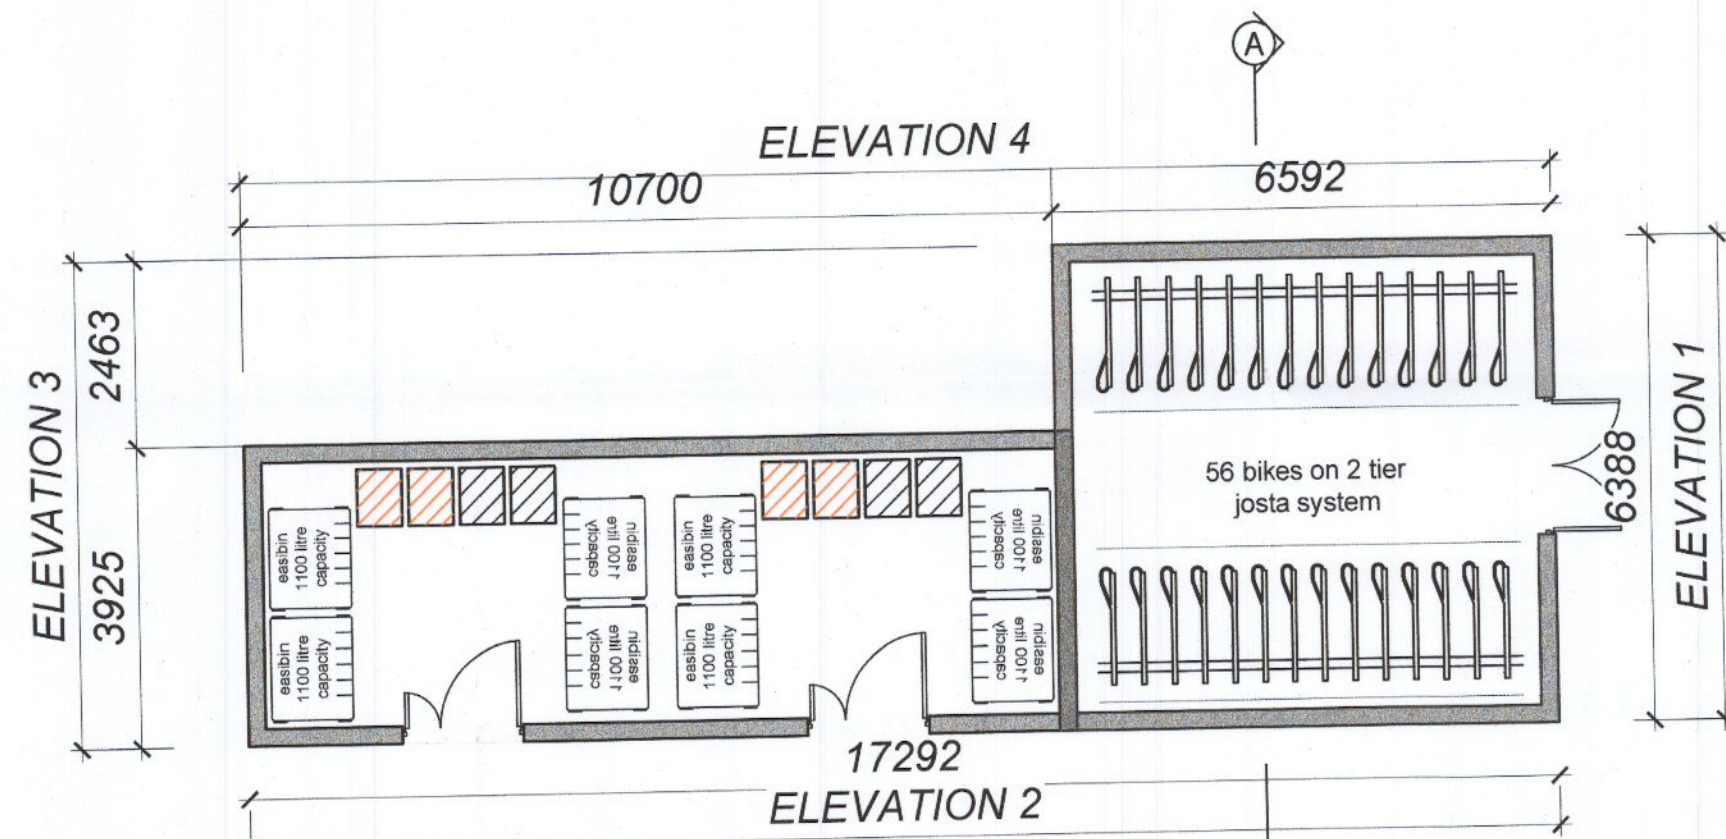 A
ELEVATION 4
10700
6592
ELEVATION 3
2463
3925
easibin
1100 litre
capacity
easibin
1100 litre
capacity
easibin
1100 litre
capacity
easibin
1100 litre
capacity
easibin
1100 litre
capacity
easibin
1100 litre
capacity
easibin
1100 litre
capacity
easibin
1100 litre
capacity
56 bikes on 2 tier
josta system
6388
ELEVATION 1
17292
ELEVATION 2